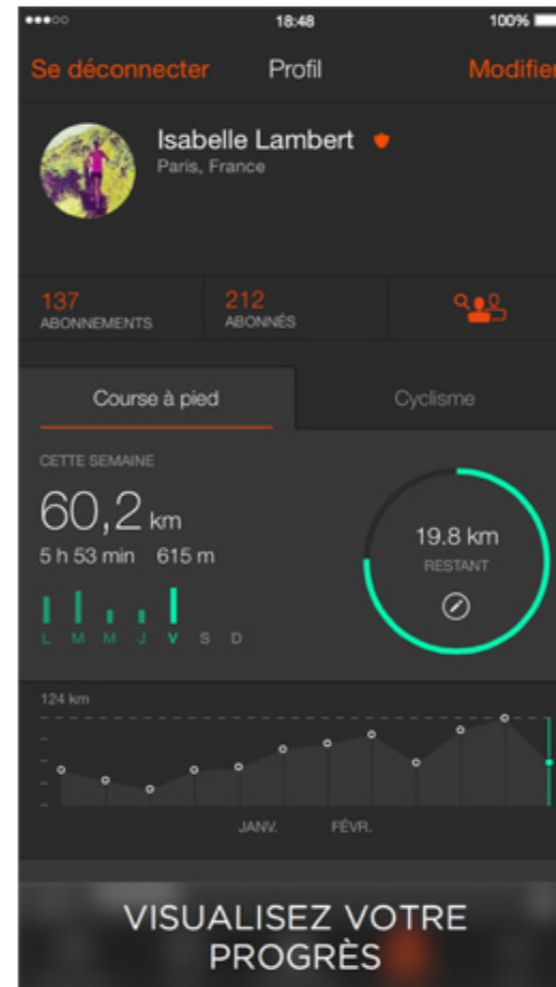 18:48 100%
Se déconnecter Profil Modifier
Isabelle Lambert
Paris, France
137 212
ABONNEMENTS ABONNÉS
Course à pied Cyclisme
CETTE SEMAINE
60,2 km
5 h 53 min 615 m
19.8 km
RESTANT
L M M J V S D
124 km
JANV. FÉVR.
VISUALISEZ VOTRE
PROGRÈS